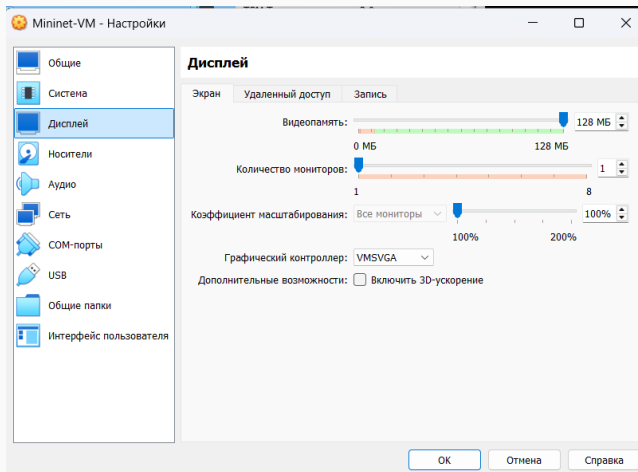 Mininet-VM - Настройки
Общие
Система
Дисплей
Носители
Аудио
Сеть
COM-порты
USB
Общие папки
Интерфейс пользователя
Дисплей
Экран Удаленный доступ Запись
Видеопамять: 128 МБ
0 МБ 128 МБ
Количество мониторов: 1
1 8
Коэффициент масштабирования: Все мониторы 100%
100% 200%
Графический контроллер: VMSVGA
Дополнительные возможности: Включить 3D-ускорение
OK Отмена Справка